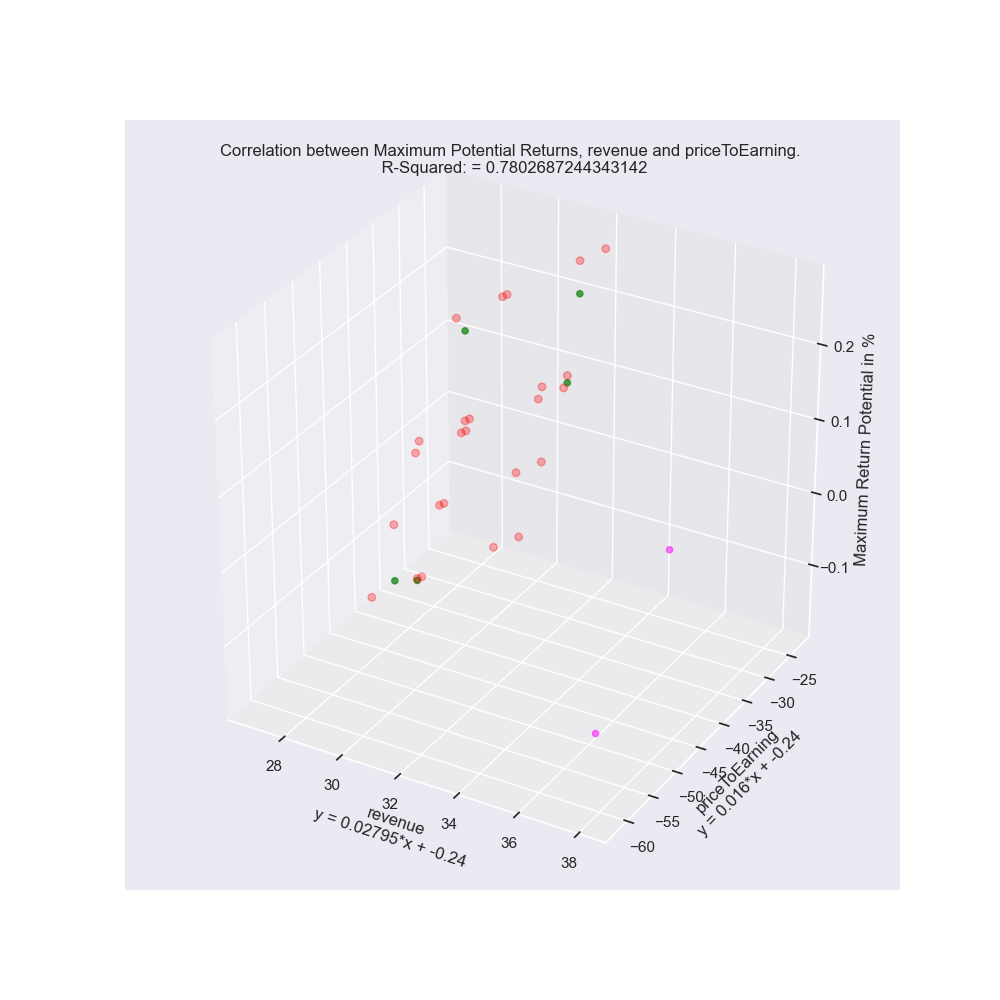 Correlation between Maximum Potential Returns, revenue and priceToEarning.
R-Squared: = 0.7802687244343142
0.2
0.1
0.0
−0.1
Maximum Return Potential in %
−25
−30
−35
−40
−45
−50
−55
−60
priceToEarning
y = 0.016*x + -0.24
28
30
32
34
36
38
revenue
y = 0.02795*x + -0.24